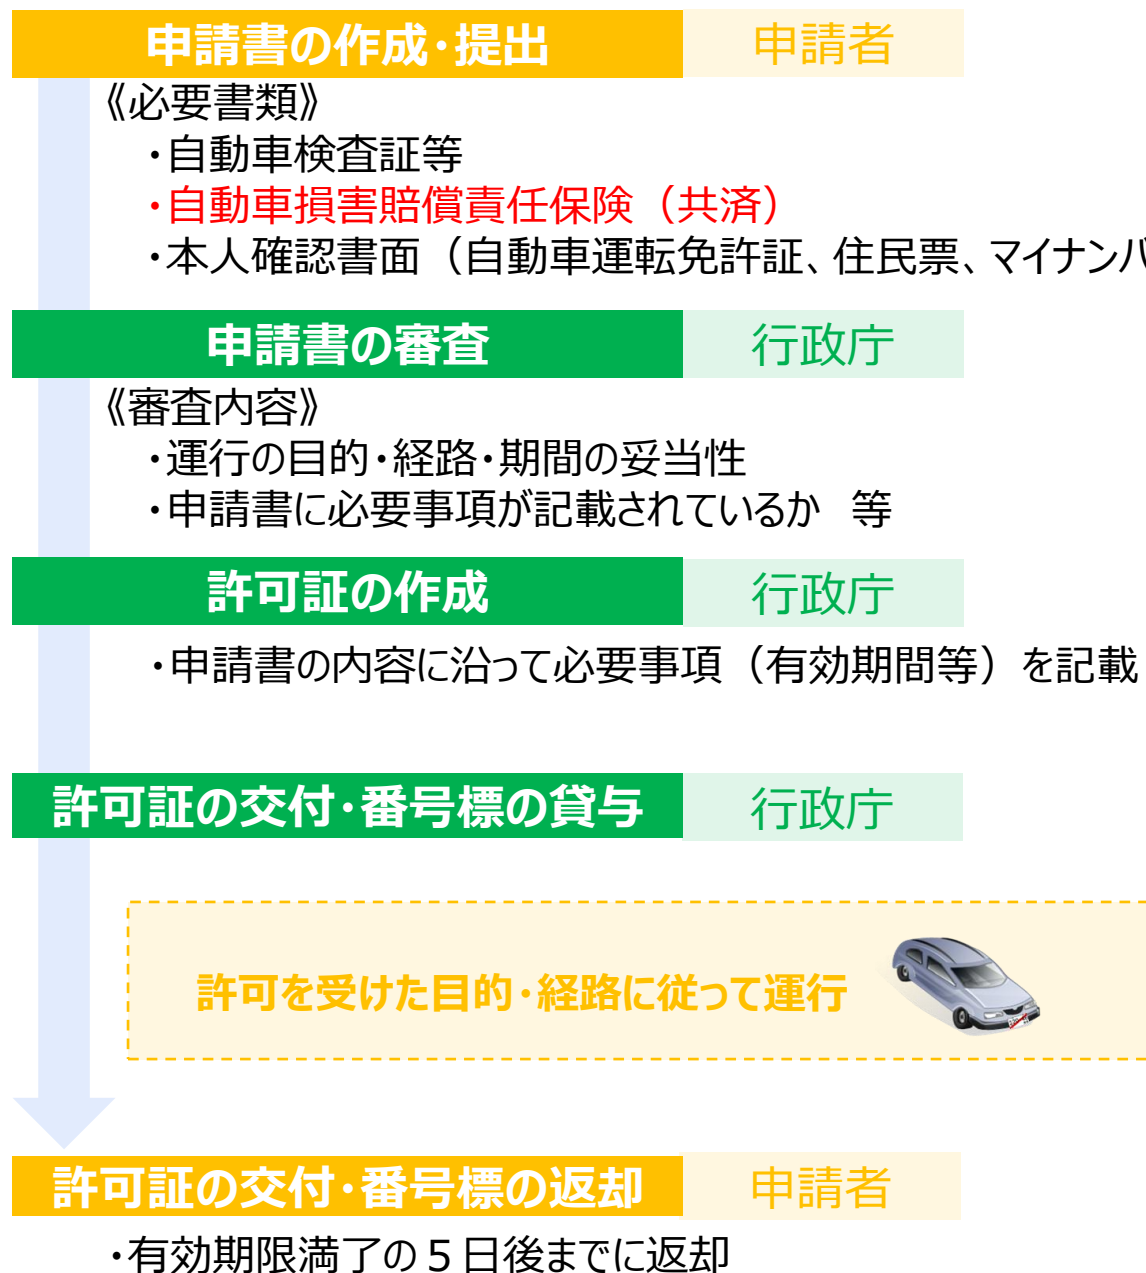 申請書の作成・提出 申請者
《必要書類》
・自動車検査証等
・自動車損害賠償責任保険（共済）
・本人確認書面（自動車運転免許証、住民票、マイナンバ
申請書の審査 行政庁
《審査内容》
・運行の目的・経路・期間の妥当性
・申請書に必要事項が記載されているか 等
許可証の作成 行政庁
・申請書の内容に沿って必要事項（有効期間等）を記載
許可証の交付・番号標の貸与 行政庁
許可を受けた目的・経路に従って運行
許可証の交付・番号標の返却 申請者
・有効期限満了の５日後までに返却